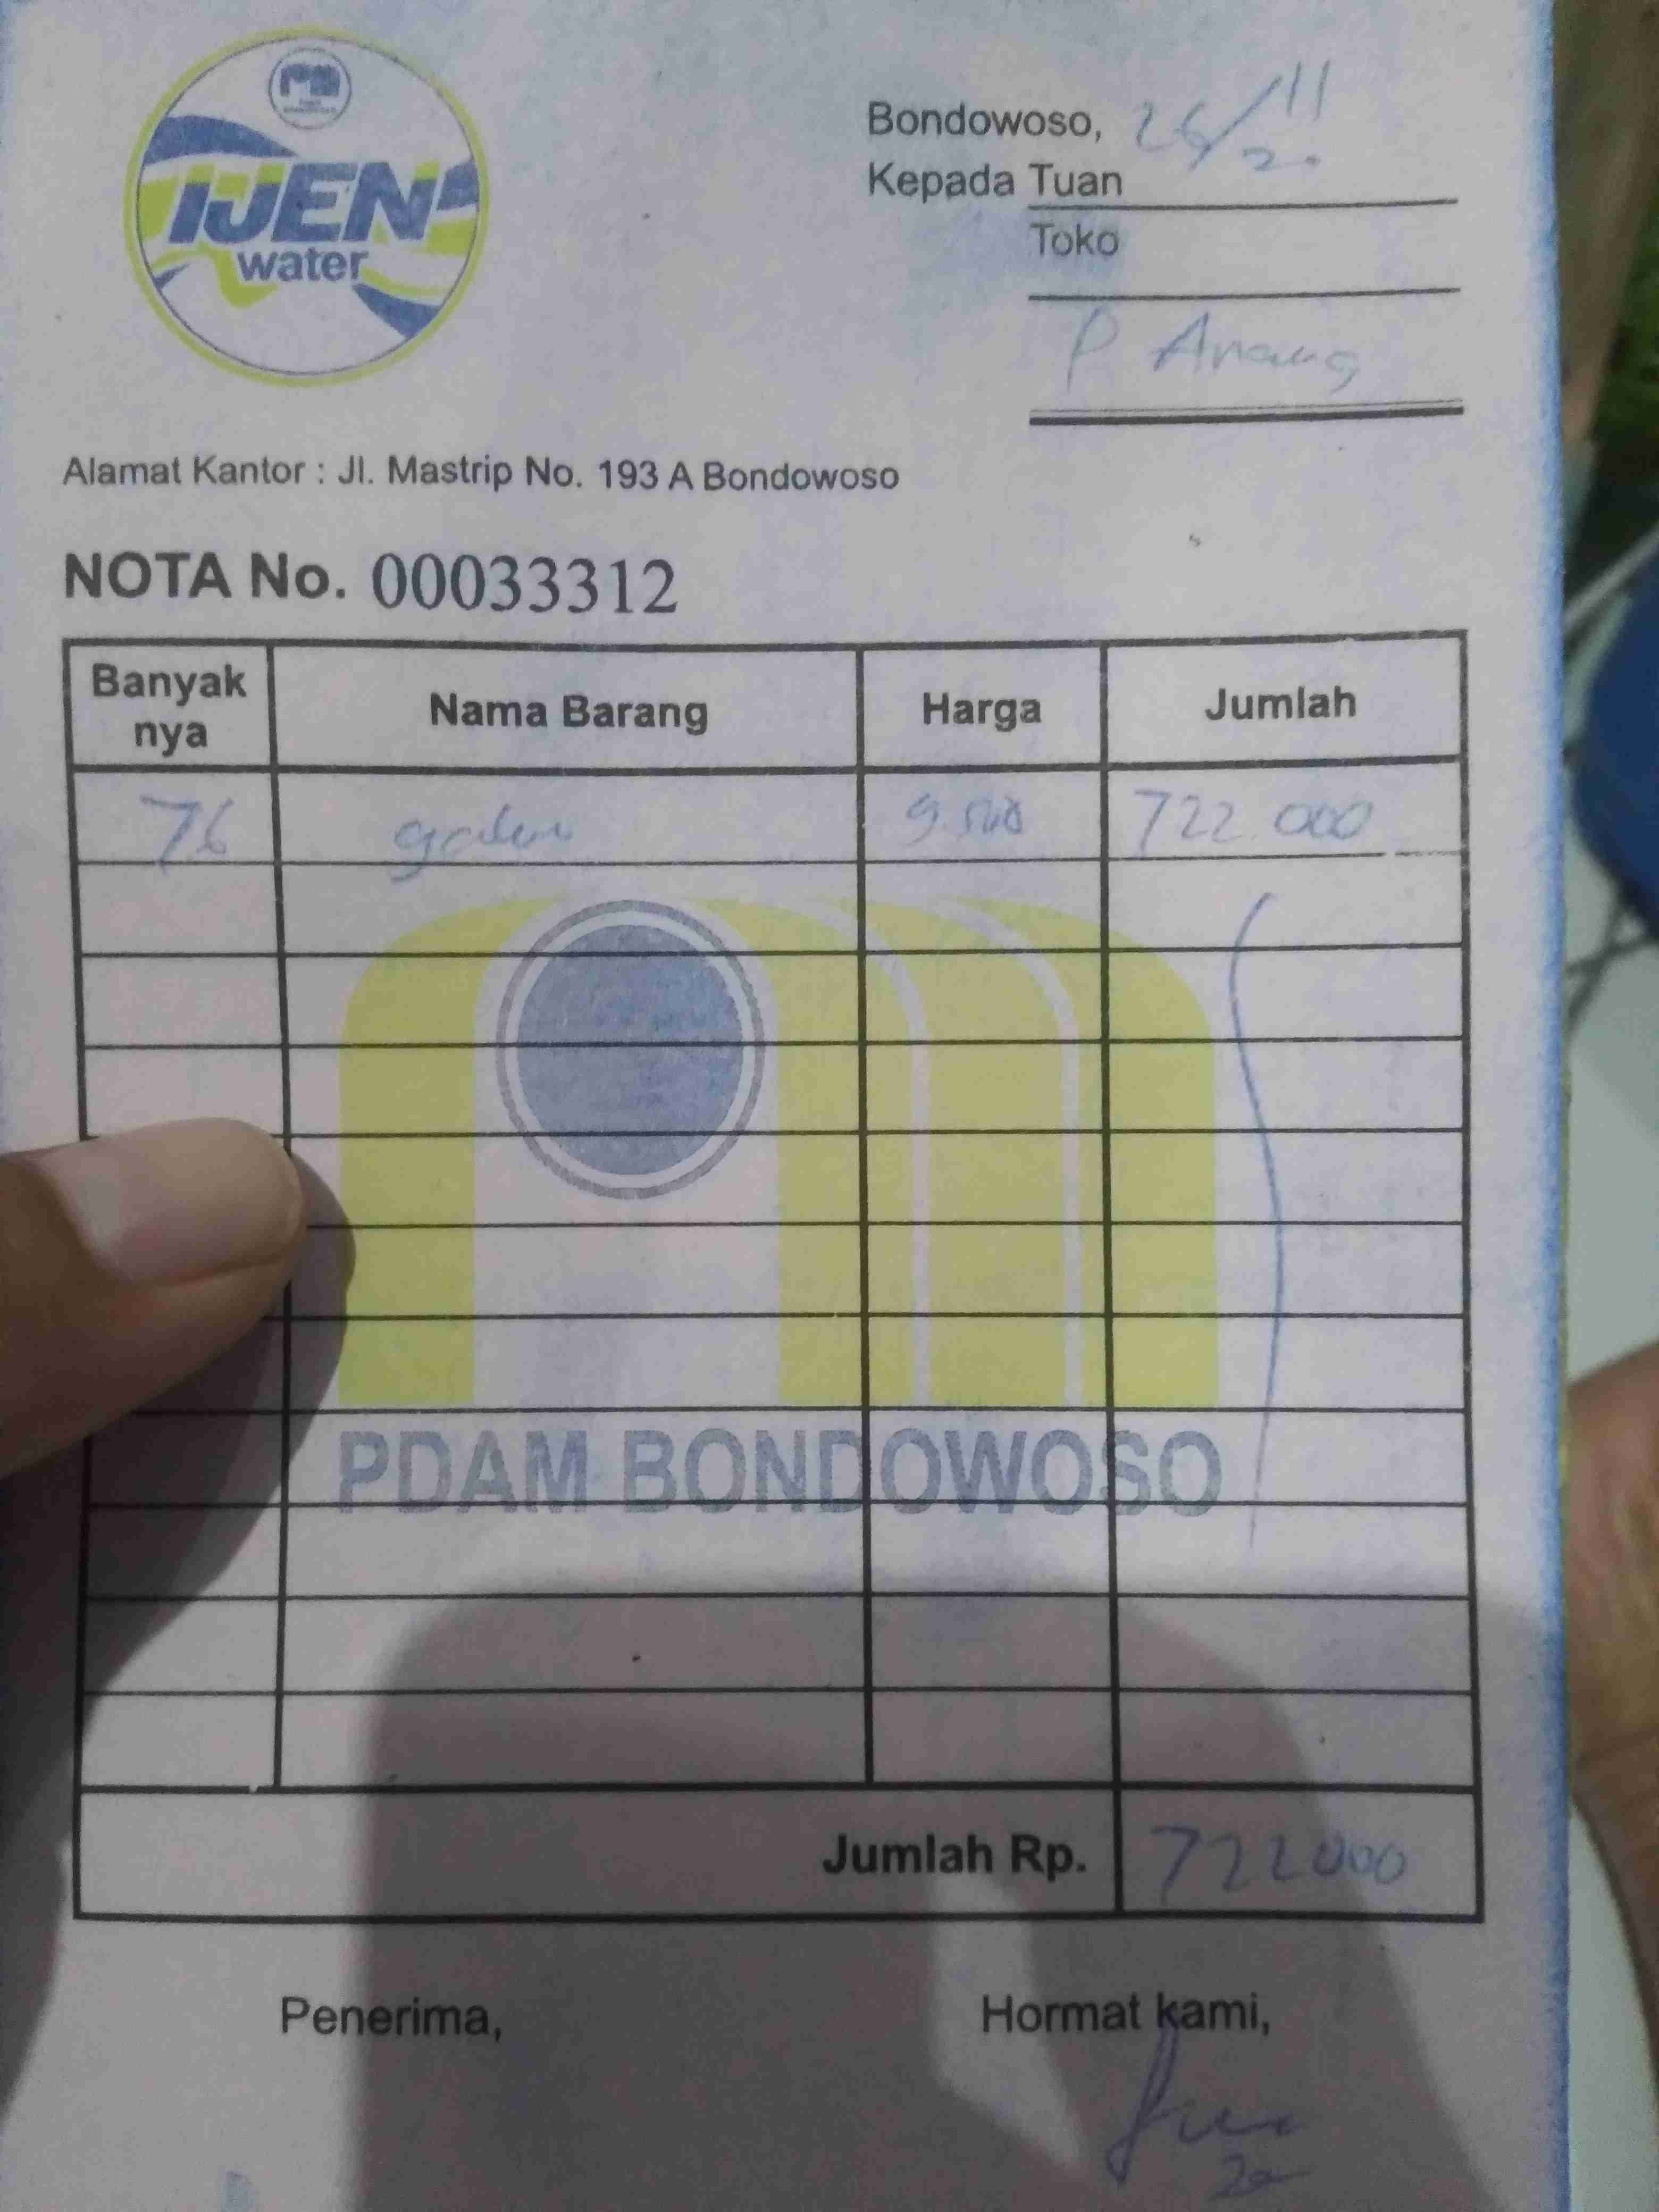 IJEN
water
Bondowoso, 26/11 20
Kepada Tuan
Toko
P Anang
Alamat Kantor : Jl. Mastrip No. 193 A Bondowoso
NOTA No. 00033312
Banyak nya Nama Barang Harga Jumlah
76 galon 9.500 722.000
PDAM BONDOWOSO
Jumlah Rp. 722000
Penerima, Hormat kami,